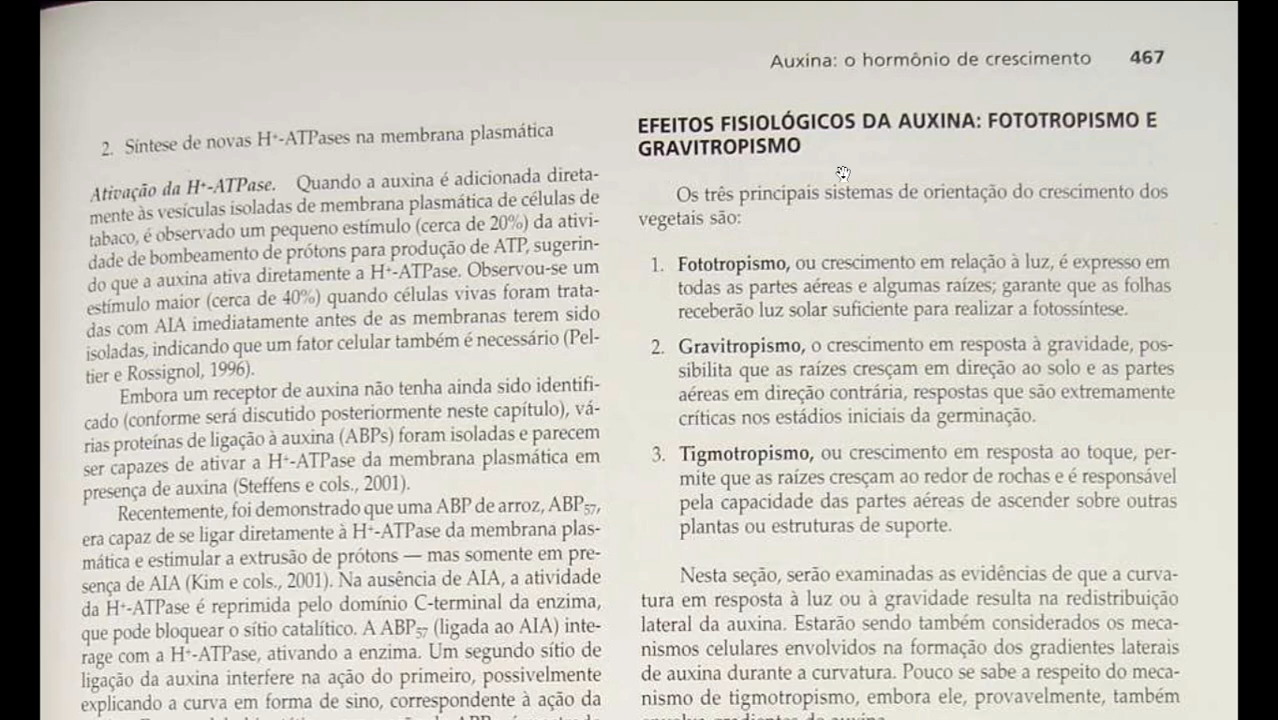 Auxina: o hormônio de crescimento 467
2. Síntese de novas H⁺-ATPases na membrana plasmática
Ativação da H⁺-ATPase. Quando a auxina é adicionada direta-
mente às vesículas isoladas de membrana plasmática de células de
tabaco, é observado um pequeno estímulo (cerca de 20%) da ativi-
dade de bombeamento de prótons para produção de ATP, sugerin-
do que a auxina ativa diretamente a H⁺-ATPase. Observou-se um
estímulo maior (cerca de 40%) quando células vivas foram trata-
das com AIA imediatamente antes de as membranas terem sido
isoladas, indicando que um fator celular também é necessário (Pel-
tier e Rossignol, 1996).
Embora um receptor de auxina não tenha ainda sido identifi-
cado (conforme será discutido posteriormente neste capítulo), vá-
rias proteínas de ligação à auxina (ABPs) foram isoladas e parecem
ser capazes de ativar a H⁺-ATPase da membrana plasmática em
presença de auxina (Steffens e cols., 2001).
Recentemente, foi demonstrado que uma ABP de arroz, ABP₅₇,
era capaz de se ligar diretamente à H⁺-ATPase da membrana plas-
mática e estimular a extrusão de prótons — mas somente em pre-
sença de AIA (Kim e cols., 2001). Na ausência de AIA, a atividade
da H⁺-ATPase é reprimida pelo domínio C-terminal da enzima,
que pode bloquear o sítio catalítico. A ABP₅₇ (ligada ao AIA) inte-
rage com a H⁺-ATPase, ativando a enzima. Um segundo sítio de
ligação da auxina interfere na ação do primeiro, possivelmente
explicando a curva em forma de sino, correspondente à ação da
EFEITOS FISIOLÓGICOS DA AUXINA: FOTOTROPISMO E
GRAVITROPISMO
Os três principais sistemas de orientação do crescimento dos
vegetais são:
1. Fototropismo, ou crescimento em relação à luz, é expresso em
todas as partes aéreas e algumas raízes; garante que as folhas
receberão luz solar suficiente para realizar a fotossíntese.
2. Gravitropismo, o crescimento em resposta à gravidade, pos-
sibilita que as raízes cresçam em direção ao solo e as partes
aéreas em direção contrária, respostas que são extremamente
críticas nos estádios iniciais da germinação.
3. Tigmotropismo, ou crescimento em resposta ao toque, per-
mite que as raízes cresçam ao redor de rochas e é responsável
pela capacidade das partes aéreas de ascender sobre outras
plantas ou estruturas de suporte.
Nesta seção, serão examinadas as evidências de que a curva-
tura em resposta à luz ou à gravidade resulta na redistribuição
lateral da auxina. Estarão sendo também considerados os meca-
nismos celulares envolvidos na formação dos gradientes laterais
de auxina durante a curvatura. Pouco se sabe a respeito do meca-
nismo de tigmotropismo, embora ele, provavelmente, também